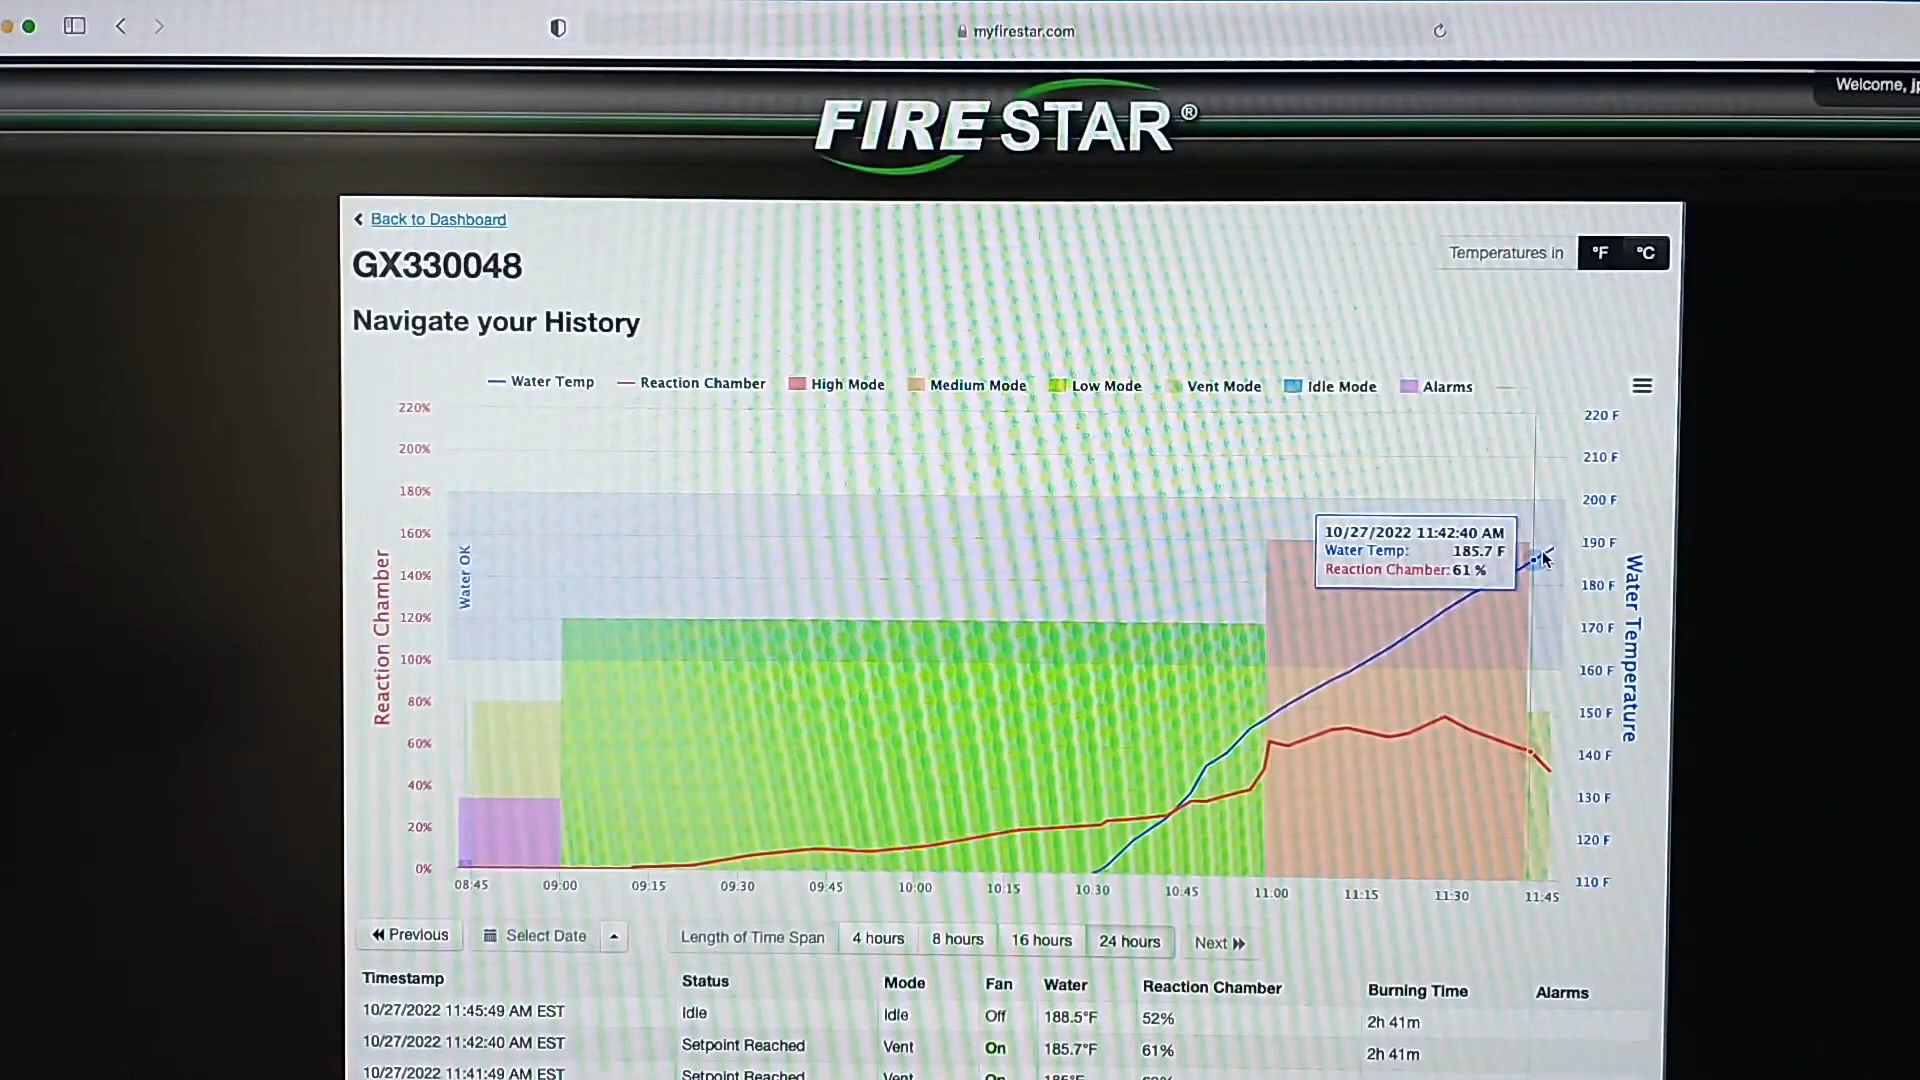 myfirestar.com
Welcome, jp
FIRE STAR®
Back to Dashboard
GX330048
Temperatures in °F °C
Navigate your History
Water Temp Reaction Chamber High Mode Medium Mode Low Mode Vent Mode Idle Mode Alarms
220%
200%
180%
160%
140%
120%
100%
80%
60%
40%
20%
0%
Reaction Chamber
Water OK
10/27/2022 11:42:40 AM
Water Temp: 185.7 F
Reaction Chamber: 61 %
220 F
210 F
200 F
190 F
180 F
170 F
160 F
150 F
140 F
130 F
120 F
110 F
Water Temperature
08:45 09:00 09:15 09:30 09:45 10:00 10:15 10:30 10:45 11:00 11:15 11:30 11:45
Previous Select Date Length of Time Span 4 hours 8 hours 16 hours 24 hours Next
Timestamp Status Mode Fan Water Reaction Chamber Burning Time Alarms
10/27/2022 11:45:49 AM EST Idle Idle Off 188.5°F 52% 2h 41m
10/27/2022 11:42:40 AM EST Setpoint Reached Vent On 185.7°F 61% 2h 41m
10/27/2022 11:41:49 AM EST Setpoint Reached Vent On